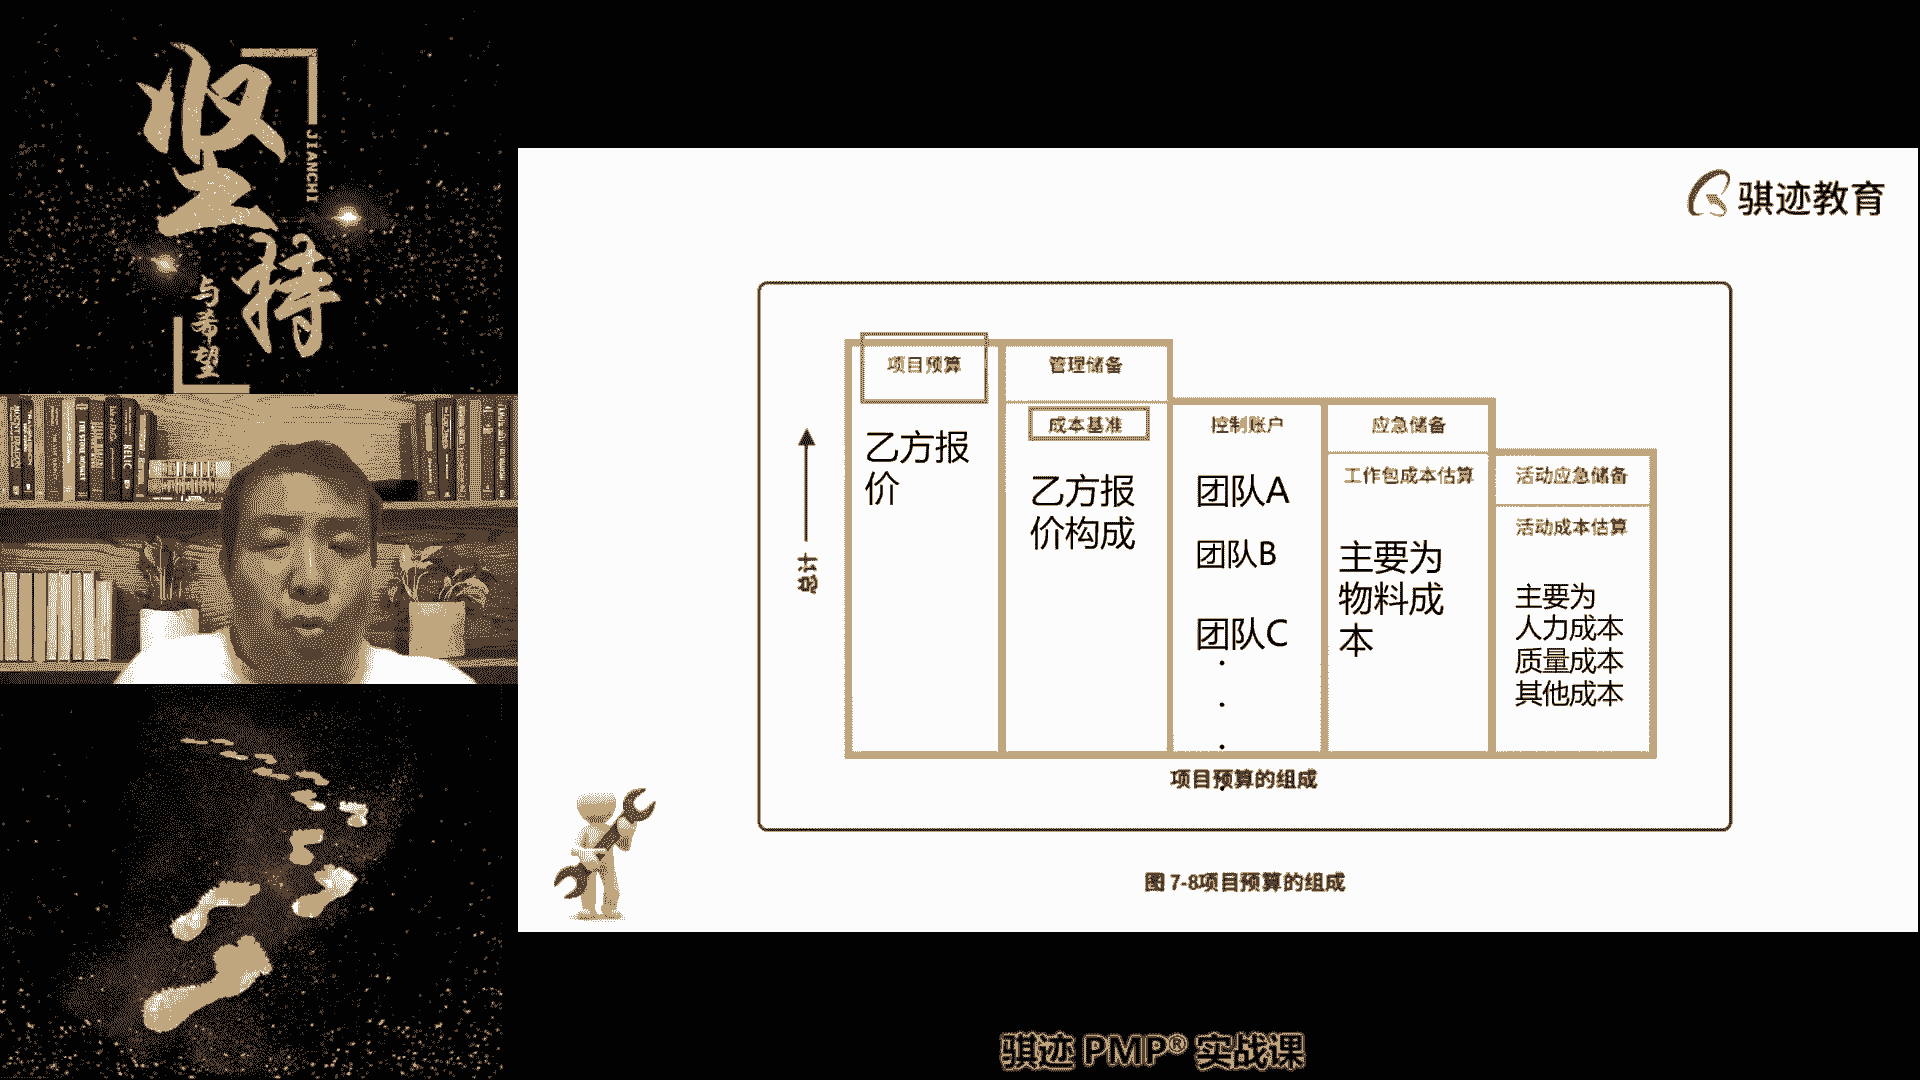 坚持
JIANCHI
与希望
骐迹教育
项目预算
管理储备
成本基准
控制账户
应急储备
工作包成本估算
活动应急储备
活动成本估算
乙方报
价
乙方报
价构成
团队A
团队B
团队C
主要为
物料成
本
主要为
人力成本
质量成本
其他成本
总计
项目预算的组成
图 7-8项目预算的组成
骐迹 PMP® 实战课